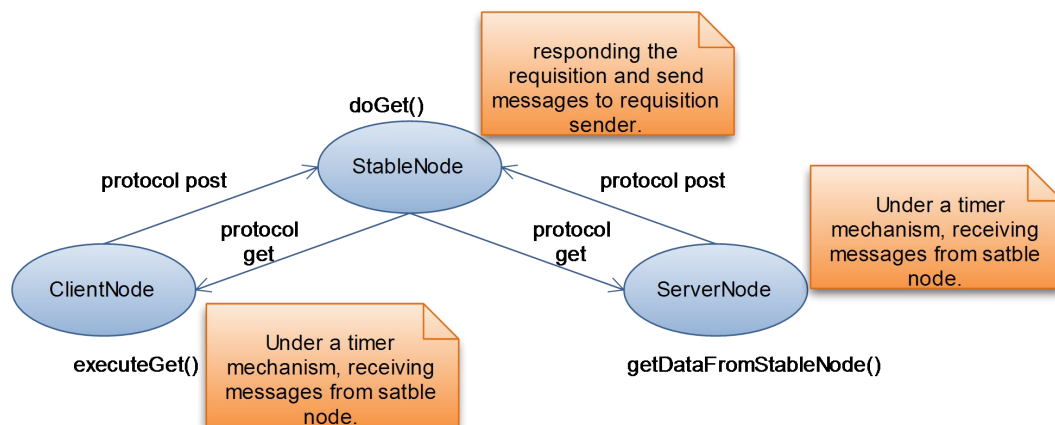 responding the
requisition and send
messages to requisition
sender.
doGet()
StableNode
protocol post
protocol post
protocol
get
protocol
get
Under a timer
mechanism, receiving
messages from satble
node.
ClientNode
ServerNode
executeGet()
Under a timer
mechanism, receiving
messages from satble
node.
getDataFromStableNode()